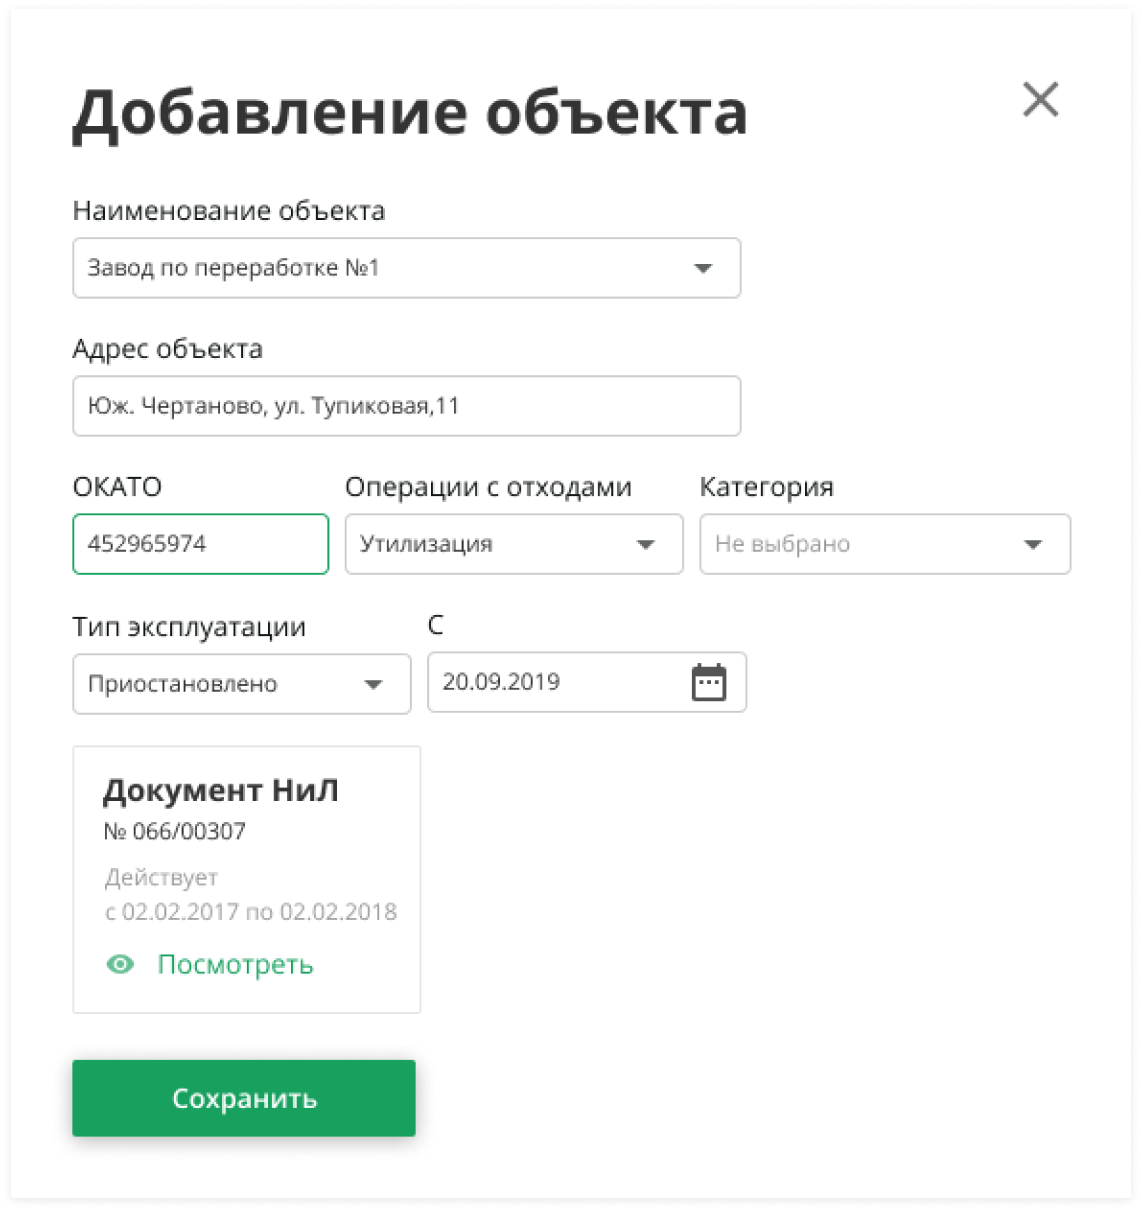 Добавление объекта
Наименование объекта
Завод по переработке №1
Адрес объекта
Юж. Чертаново, ул. Тупиковая,11
ОКАТО
Операции с отходами
Категория
452965974
Утилизация
Не выбрано
Тип эксплуатации
С
Приостановлено
20.09.2019
Документ НиЛ
№ 066/00307
Действует
с 02.02.2017 по 02.02.2018
Посмотреть
Сохранить